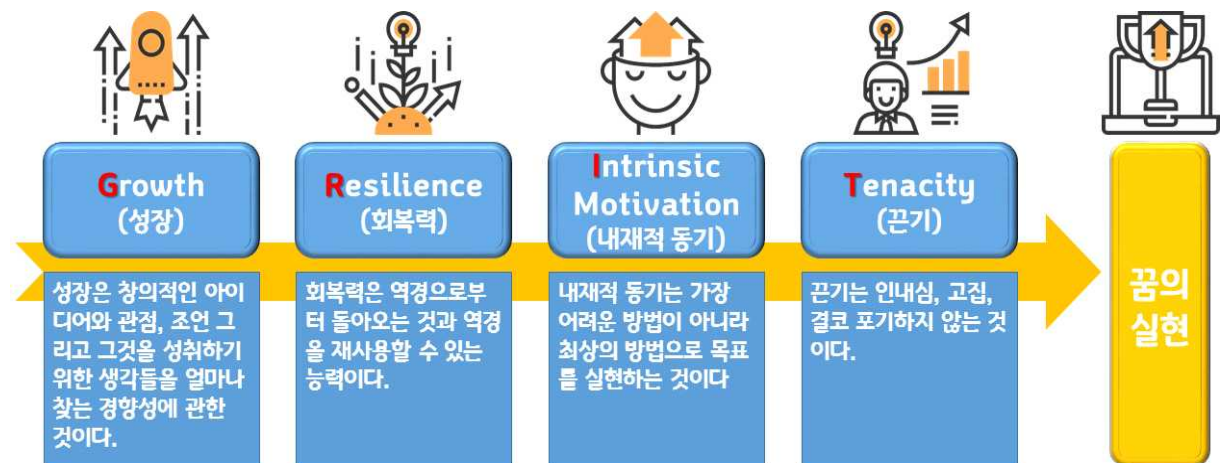 Growth
(성장)
성장은 창의적인 아이
디어와 관점, 조언 그
리고 그것을 성취하기
위한 생각들을 얼마나
찾는 경향성에 관한
것이다.
Resilience
(회복력)
회복력은 역경으로부
터 돌아오는 것과 역경
을 재사용할 수 있는
능력이다.
Intrinsic
Motivation
(내재적 동기)
내재적 동기는 가장
어려운 방법이 아니라
최상의 방법으로 목표
를 실현하는 것이다
Tenacity
(끈기)
끈기는 인내심, 고집,
결코 포기하지 않는 것
이다.
꿈의
실현